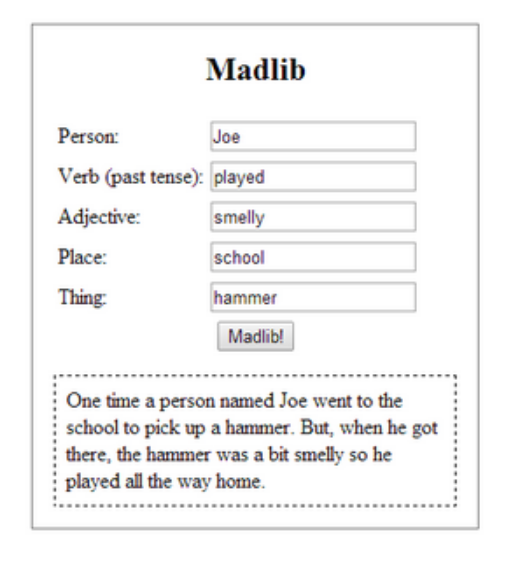 Madlib
Person: Joe
Verb (past tense): played
Adjective: smelly
Place: school
Thing: hammer
Madlib!
One time a person named Joe went to the
school to pick up a hammer. But, when he got
there, the hammer was a bit smelly so he
played all the way home.